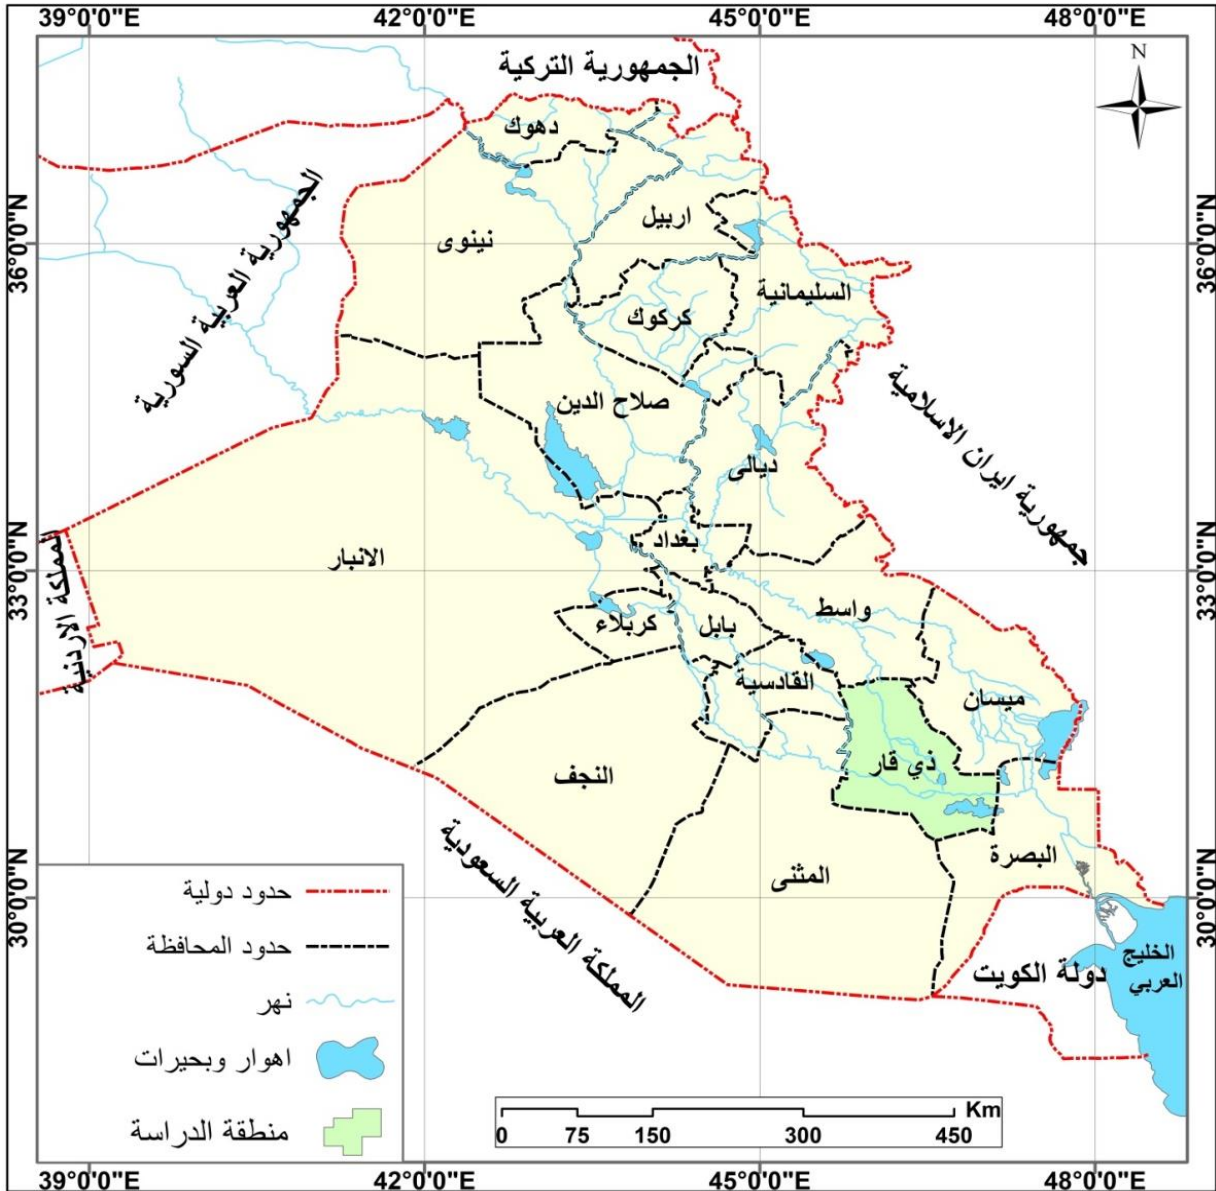 39°0'0"E 42°0'0"E 45°0'0"E 48°0'0"E
N
الجمهورية التركية
دهوك
الجمهورية العربية السورية
36°0'0"N
36°0'0"N
اربيل
نينوى
السليمانية
كركوك
صلاح الدين
جمهورية ايران الاسلامية
ديالى
33°0'0"N
33°0'0"N
بغداد
الانبار
المملكة الاردنية
واسط
بابل
كربلاء
القادسية
ميسان
ذي قار
النجف
البصرة
المثنى
30°0'0"N
30°0'0"N
المملكة العربية السعودية
دولة الكويت
الخليج
العربي
حدود دولية
حدود المحافظة
نهر
اهوار وبحيرات
منطقة الدراسة
Km
0 75 150 300 450
39°0'0"E 42°0'0"E 45°0'0"E 48°0'0"E